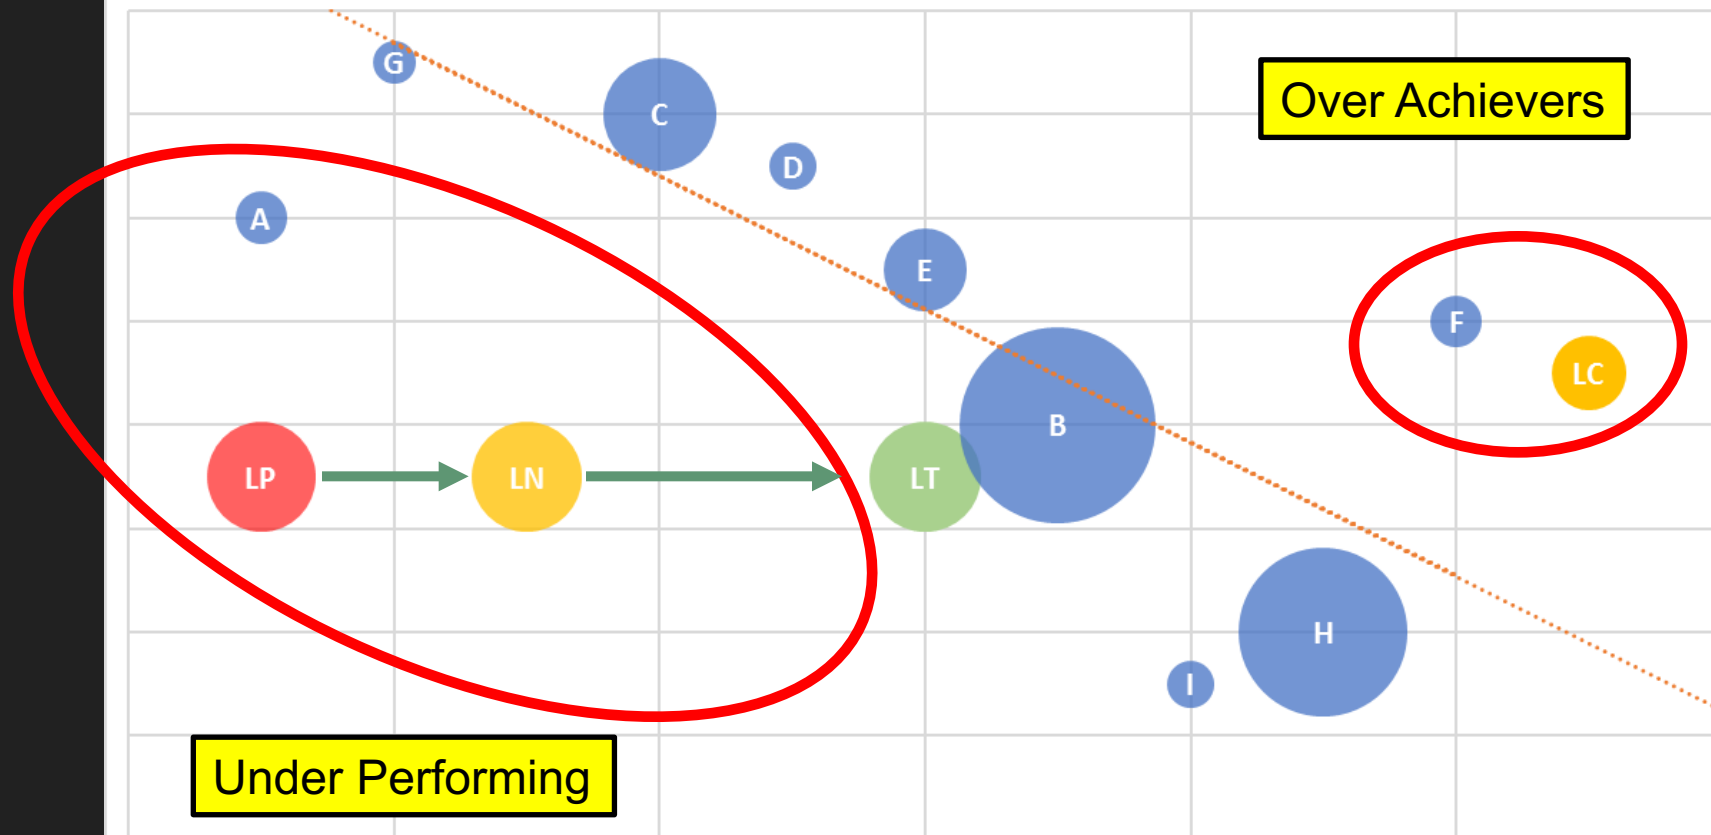 G
C
Over Achievers
D
A
E
F
LC
B
LP
LN
LT
H
I
Under Performing